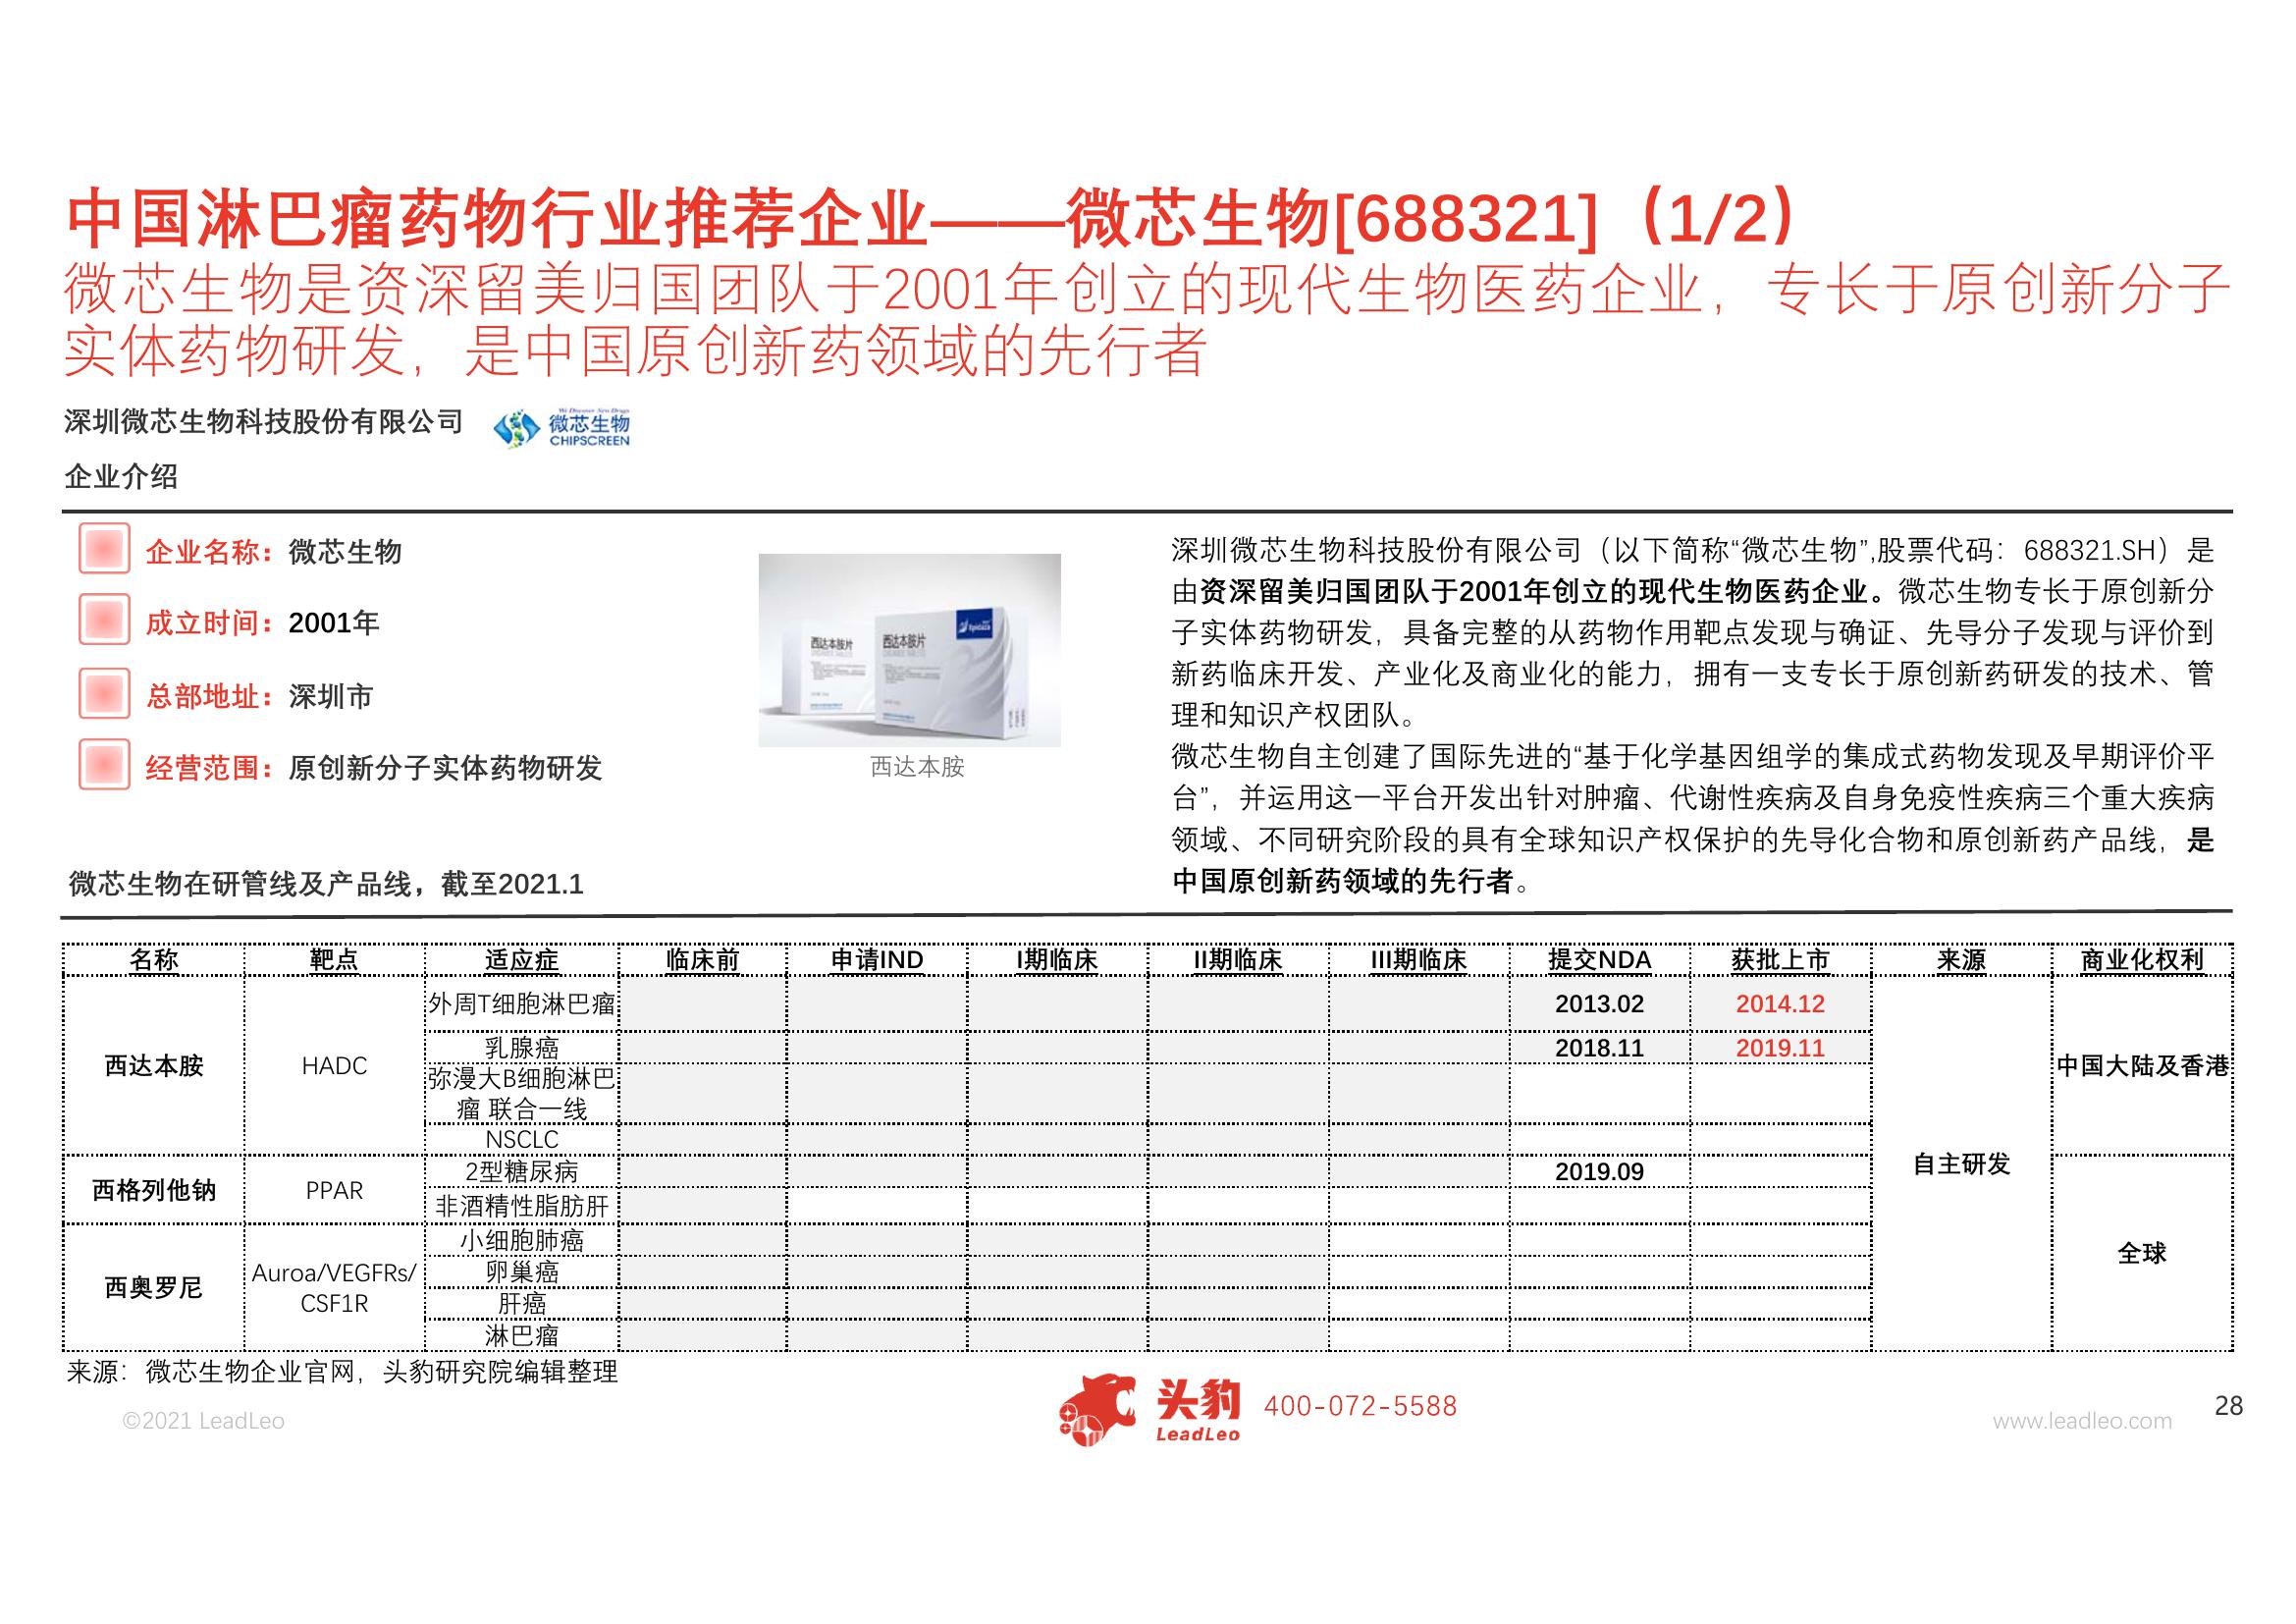 中国淋巴瘤药物行业推荐企业——微芯生物[688321]（1/2）
微芯生物是资深留美归国团队于2001年创立的现代生物医药企业，专长于原创新分子
实体药物研发，是中国原创新药领域的先行者
深圳微芯生物科技股份有限公司
We Discover New Drugs
微芯生物
CHIPSCREEN
企业介绍
企业名称：微芯生物
成立时间：2001年
总部地址：深圳市
经营范围：原创新分子实体药物研发
西达本胺片
西达本胺片
Epidaza
西达本胺
深圳微芯生物科技股份有限公司（以下简称“微芯生物”,股票代码：688321.SH）是
由资深留美归国团队于2001年创立的现代生物医药企业。微芯生物专长于原创新分
子实体药物研发，具备完整的从药物作用靶点发现与确证、先导分子发现与评价到
新药临床开发、产业化及商业化的能力，拥有一支专长于原创新药研发的技术、管
理和知识产权团队。
微芯生物自主创建了国际先进的“基于化学基因组学的集成式药物发现及早期评价平
台”，并运用这一平台开发出针对肿瘤、代谢性疾病及自身免疫性疾病三个重大疾病
领域、不同研究阶段的具有全球知识产权保护的先导化合物和原创新药产品线，是
中国原创新药领域的先行者。
微芯生物在研管线及产品线，截至2021.1
名称 靶点 适应症 临床前 申请IND I期临床 II期临床 III期临床 提交NDA 获批上市 来源 商业化权利
外周T细胞淋巴瘤 2013.02 2014.12
乳腺癌 2018.11 2019.11
西达本胺 HADC 中国大陆及香港
弥漫大B细胞淋巴
瘤 联合一线
NSCLC
自主研发
2型糖尿病 2019.09
西格列他钠 PPAR
非酒精性脂肪肝
小细胞肺癌
全球
卵巢癌
西奥罗尼 Auroa/VEGFRs/
CSF1R
肝癌
淋巴瘤
来源：微芯生物企业官网，头豹研究院编辑整理
©2021 LeadLeo
头豹
LeadLeo
400-072-5588
www.leadleo.com
28